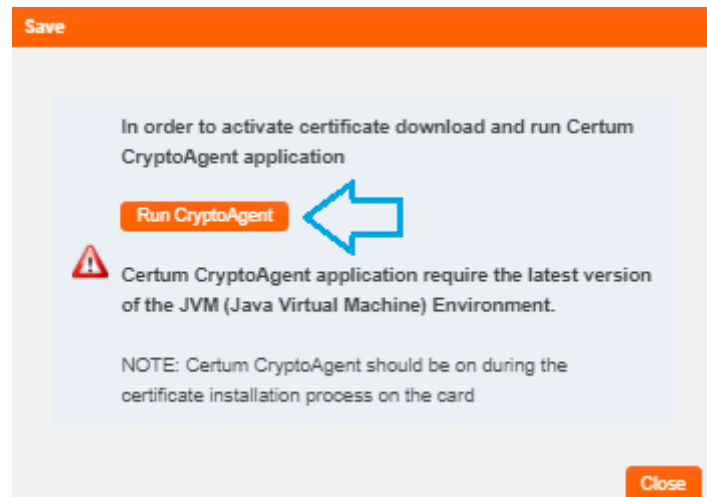 Save
In order to activate certificate download and run Certum
CryptoAgent application
Run CryptoAgent
Certum CryptoAgent application require the latest version
of the JVM (Java Virtual Machine) Environment.
NOTE: Certum CryptoAgent should be on during the
certificate installation process on the card
Close